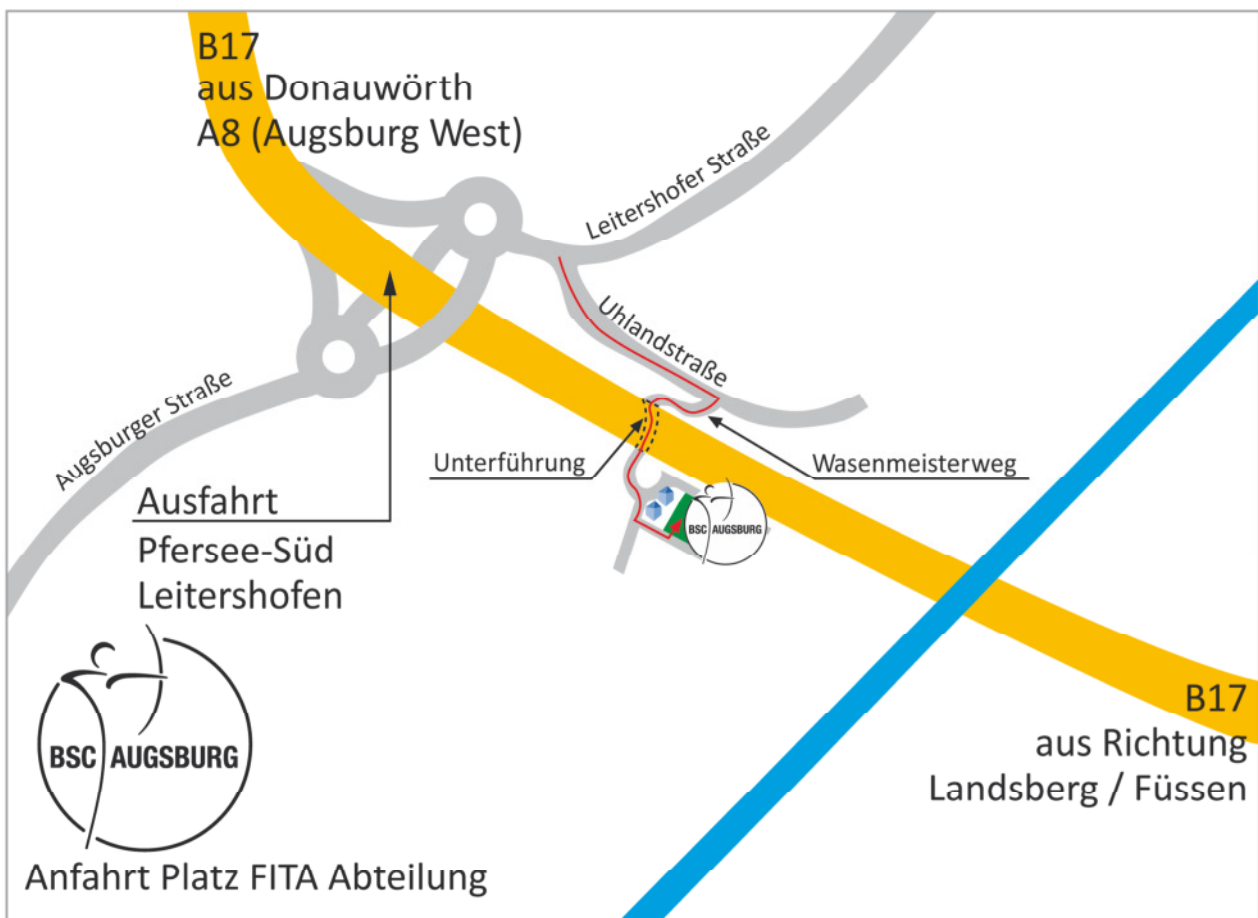 B17
aus Donauwörth
A8 (Augsburg West)
Leitershofer Straße
Uhlandstraße
Augsburger Straße
Unterführung
Wasenmeisterweg
Ausfahrt
Pfersee-Süd
Leitershofen
BSC AUGSBURG
B17
aus Richtung
Landsberg / Füssen
BSC AUGSBURG
Anfahrt Platz FITA Abteilung